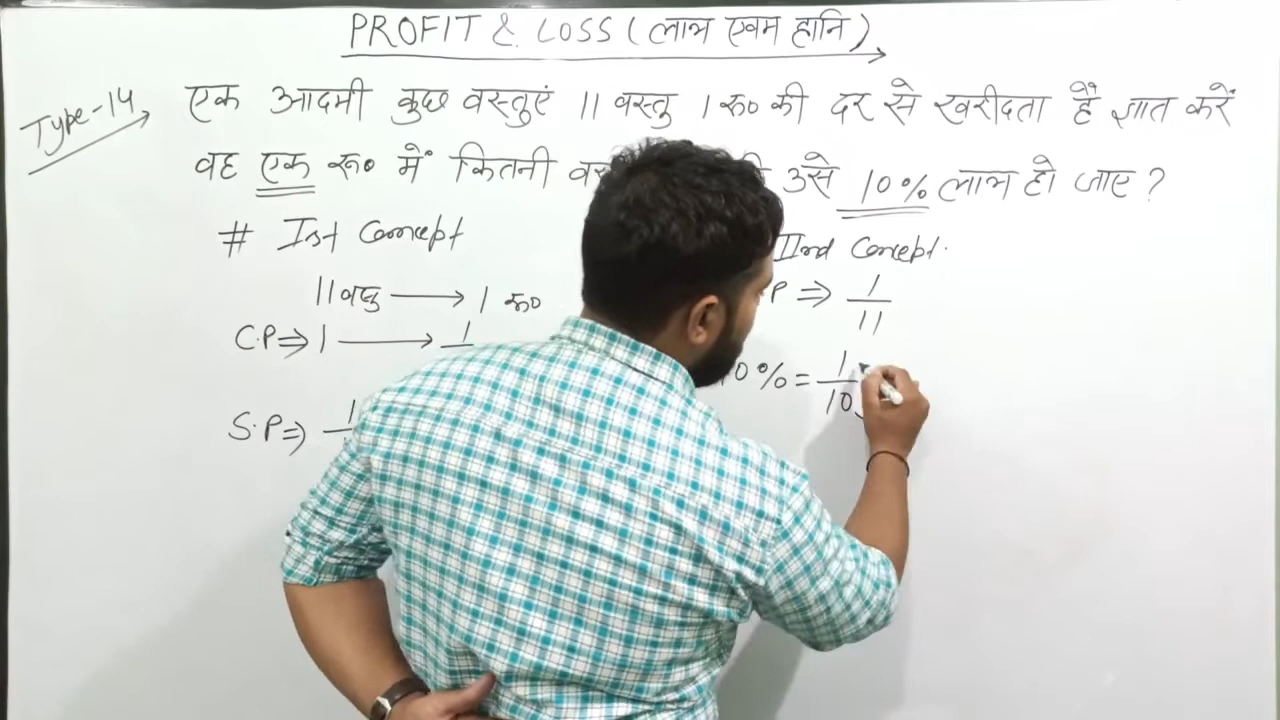 PROFIT & LOSS (लाभ एवम हानि)
Type-14
एक आदमी कुछ वस्तुएं 11 वस्तु 1 रू० की दर से खरीदता हैं ज्ञात करें
वह एक रू० में कितनी उसे 10% लाभ हो जाए ?
# Ist Concept
11 वस्तु → 1 रू०
C.P ⇒ 1 → 1
S.P ⇒ 1
IInd Concept.
P ⇒ 1/11
10% = 1/10